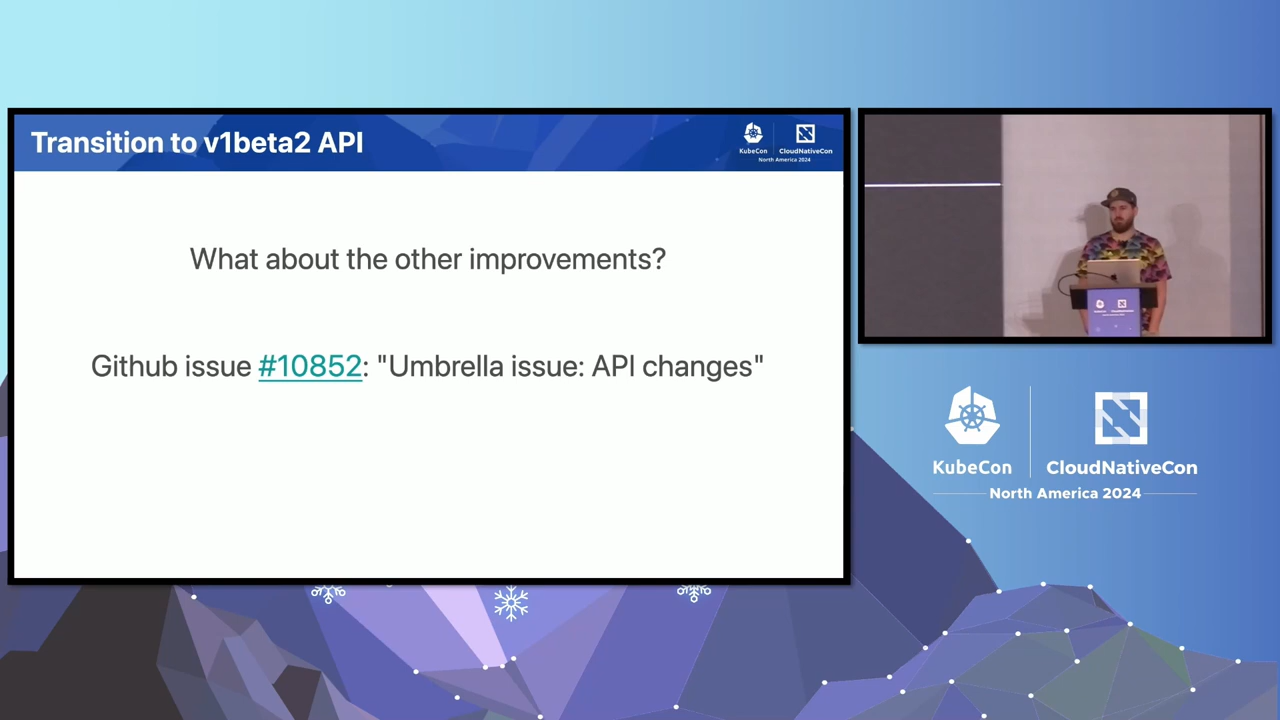 Transition to v1beta2 API
KubeCon
CloudNativeCon
North America 2024
What about the other improvements?
Github issue #10852: "Umbrella issue: API changes"
KubeCon
CloudNativeCon
North America 2024